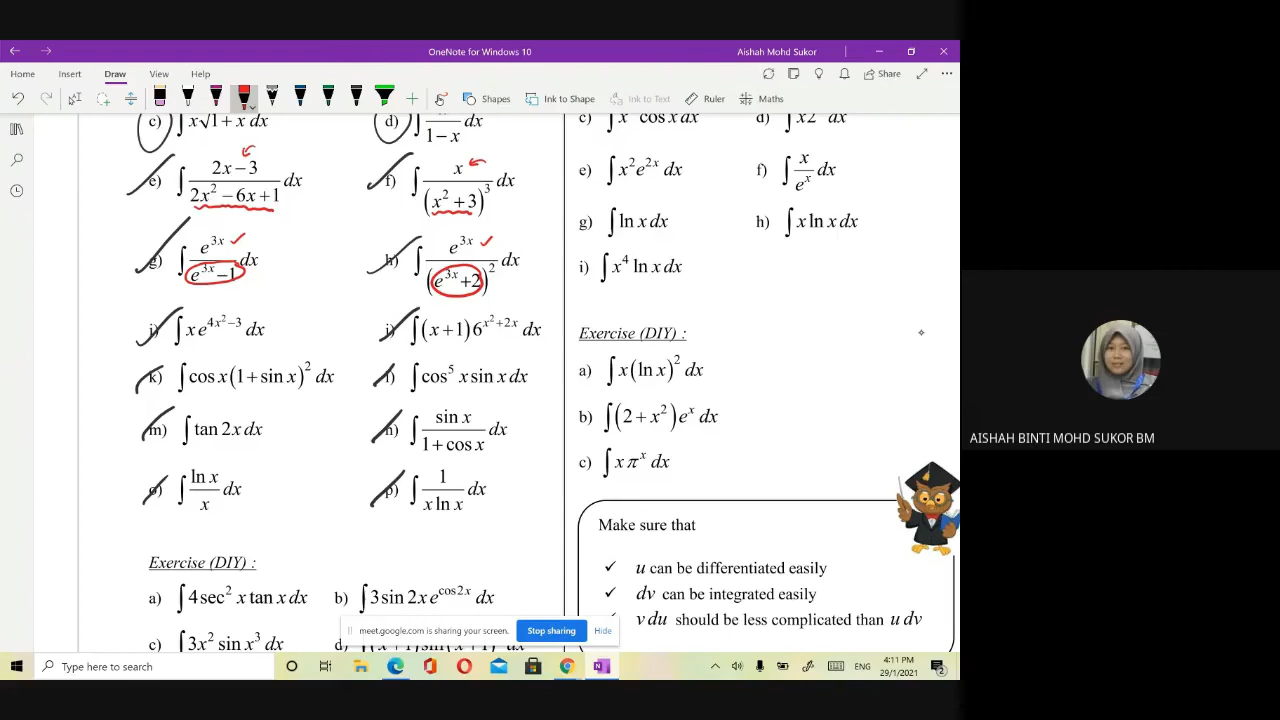 OneNote for Windows 10
Aishah Mohd Sukor
Home Insert Draw View Help
Share
Shapes Ink to Shape Ink to Text Ruler Maths
c) ∫ x√1 + x dx
d) ∫ 1 − x dx
e) ∫ (2x − 3)/(2x² − 6x + 1) dx
f) ∫ x/(x² + 3)³ dx
g) ∫ e³ˣ/(e³ˣ − 1) dx
h) ∫ e³ˣ/(e³ˣ + 2)² dx
i) ∫ x e^(4x²−3) dx
j) ∫ (x + 1) 6^(x²+2x) dx
k) ∫ cos x (1 + sin x)² dx
l) ∫ cos⁵ x sin x dx
m) ∫ tan 2x dx
n) ∫ sin x/(1 + cos x) dx
o) ∫ ln x/x dx
p) ∫ 1/(x ln x) dx
Exercise (DIY) :
a) ∫ 4 sec² x tan x dx
b) ∫ 3 sin 2x e^(cos 2x) dx
c) ∫ 3x² sin x³ dx
c) ∫ x cos x dx
d) ∫ x2 dx
e) ∫ x² e²ˣ dx
f) ∫ x/eˣ dx
g) ∫ ln x dx
h) ∫ x ln x dx
i) ∫ x⁴ ln x dx
Exercise (DIY) :
a) ∫ x (ln x)² dx
b) ∫ (2 + x²) eˣ dx
c) ∫ x πˣ dx
Make sure that
✓ u can be differentiated easily
✓ dv can be integrated easily
✓ v du should be less complicated than u dv
meet.google.com is sharing your screen. Stop sharing Hide
Type here to search
ENG
4:11 PM
29/1/2021
2
AISHAH BINTI MOHD SUKOR BM